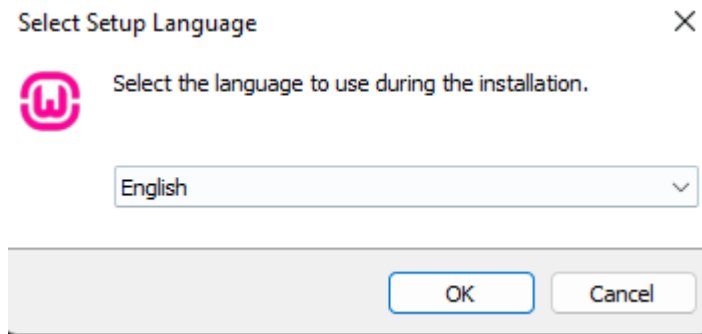 Select Setup Language
Select the language to use during the installation.
English
OK
Cancel